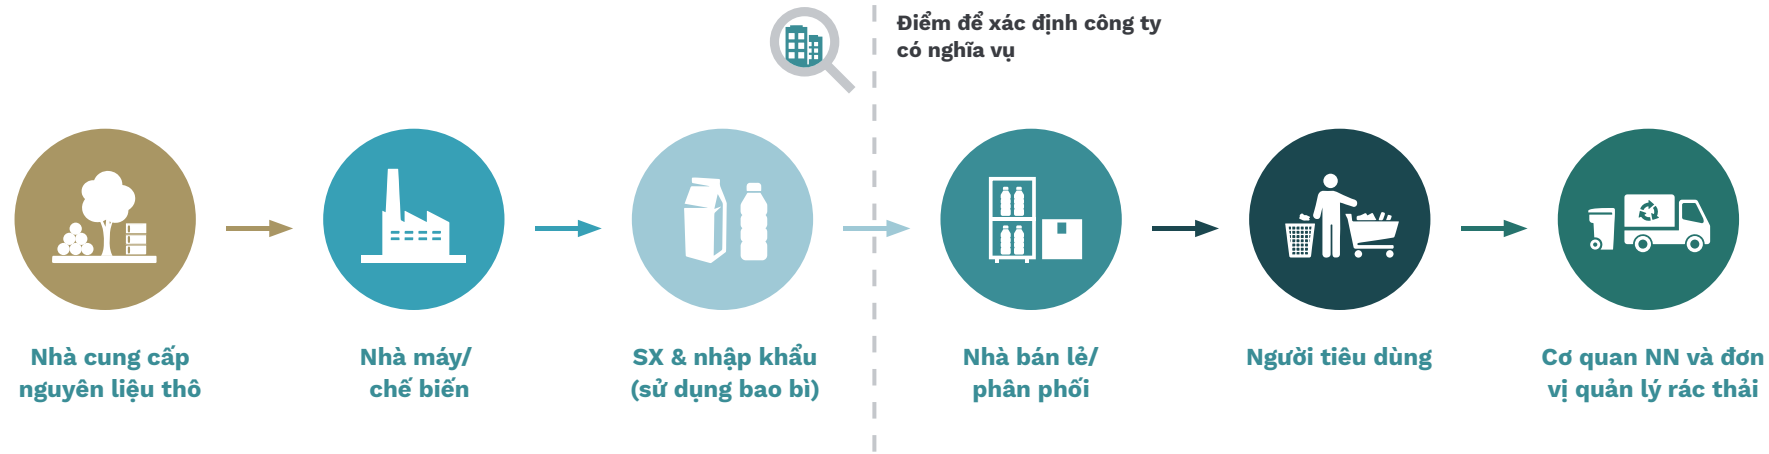 Điểm để xác định công ty
có nghĩa vụ
Nhà cung cấp
nguyên liệu thô
Nhà máy/
chế biến
SX & nhập khẩu
(sử dụng bao bì)
Nhà bán lẻ/
phân phối
Người tiêu dùng
Cơ quan NN và đơn
vị quản lý rác thải